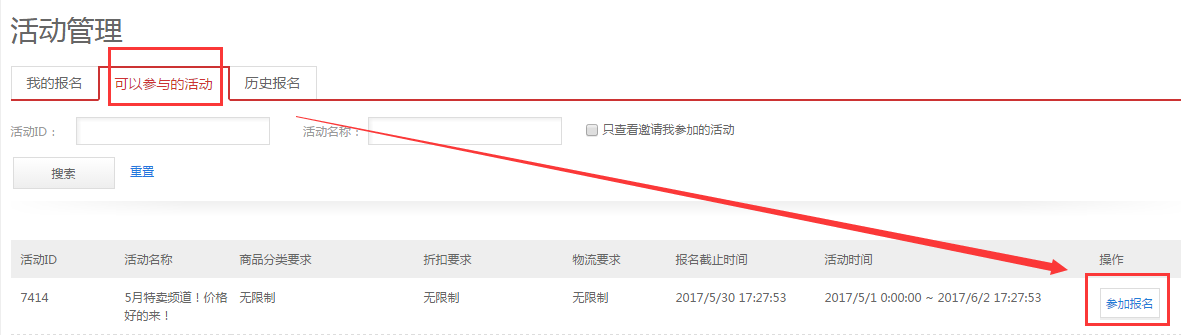 活动管理
我的报名 可以参与的活动 历史报名
活动ID： 活动名称： 只查看邀请我参加的活动
搜索 重置
活动ID 活动名称 商品分类要求 折扣要求 物流要求 报名截止时间 活动时间 操作
7414 5月特卖频道！价格 无限制 无限制 无限制 2017/5/30 17:27:53 2017/5/1 0:00:00 ~ 2017/6/2 17:27:53 参加报名
好的来！